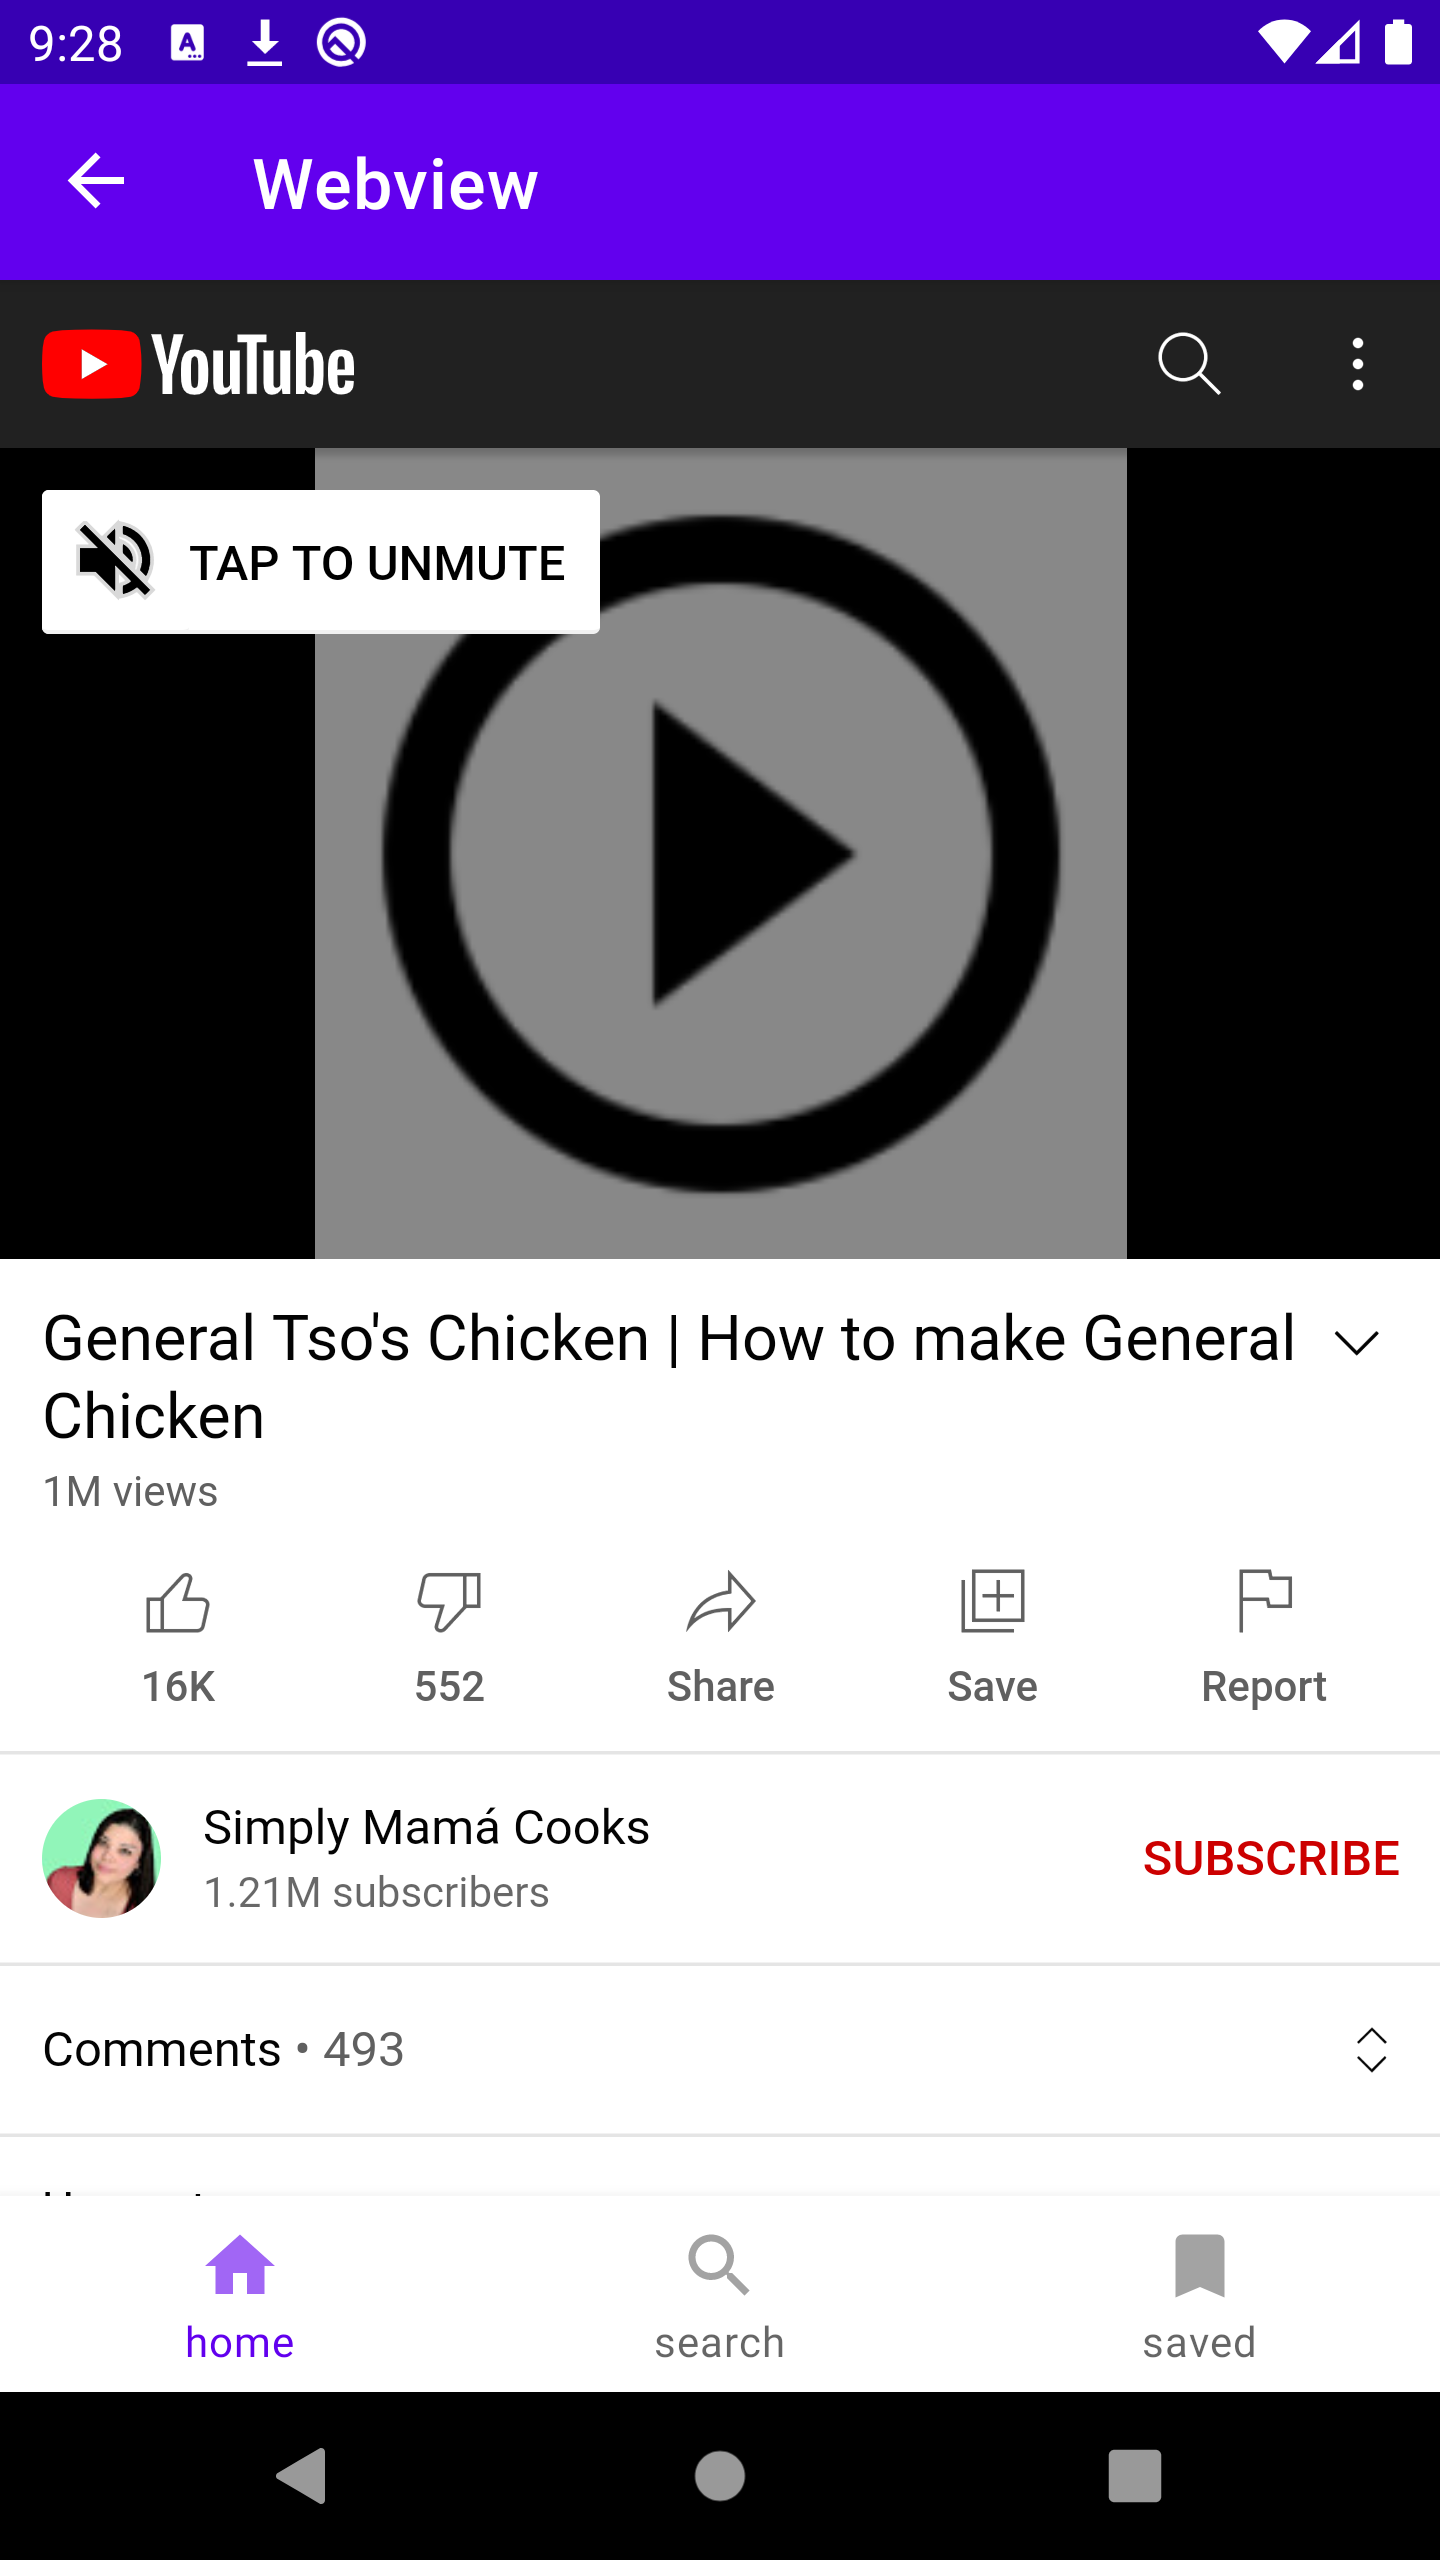 9:28
Webview
YouTube
TAP TO UNMUTE
General Tso's Chicken | How to make General
Chicken
1M views
16K
552
Share
Save
Report
Simply Mamá Cooks
1.21M subscribers
SUBSCRIBE
Comments • 493
home
search
saved